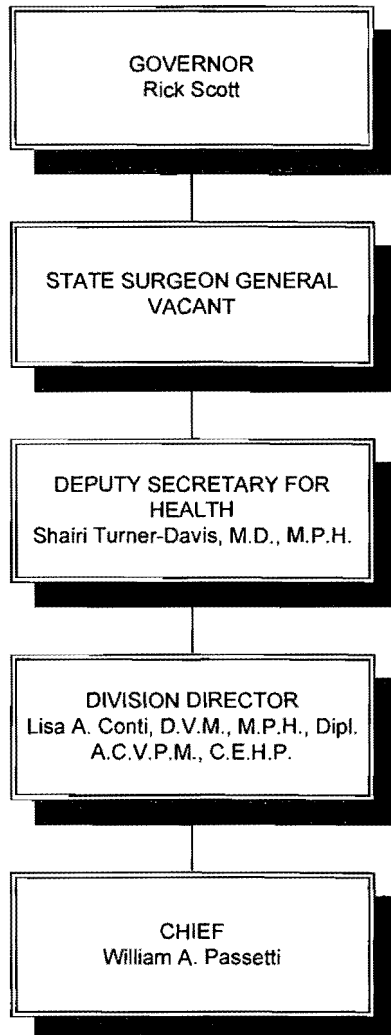 GOVERNOR
Rick Scott
STATE SURGEON GENERAL
VACANT
DEPUTY SECRETARY FOR
HEALTH
Shairi Turner-Davis, M.D., M.P.H.
DIVISION DIRECTOR
Lisa A. Conti, D.V.M., M.P.H., Dipl.
A.C.V.P.M., C.E.H.P.
CHIEF
William A. Passetti